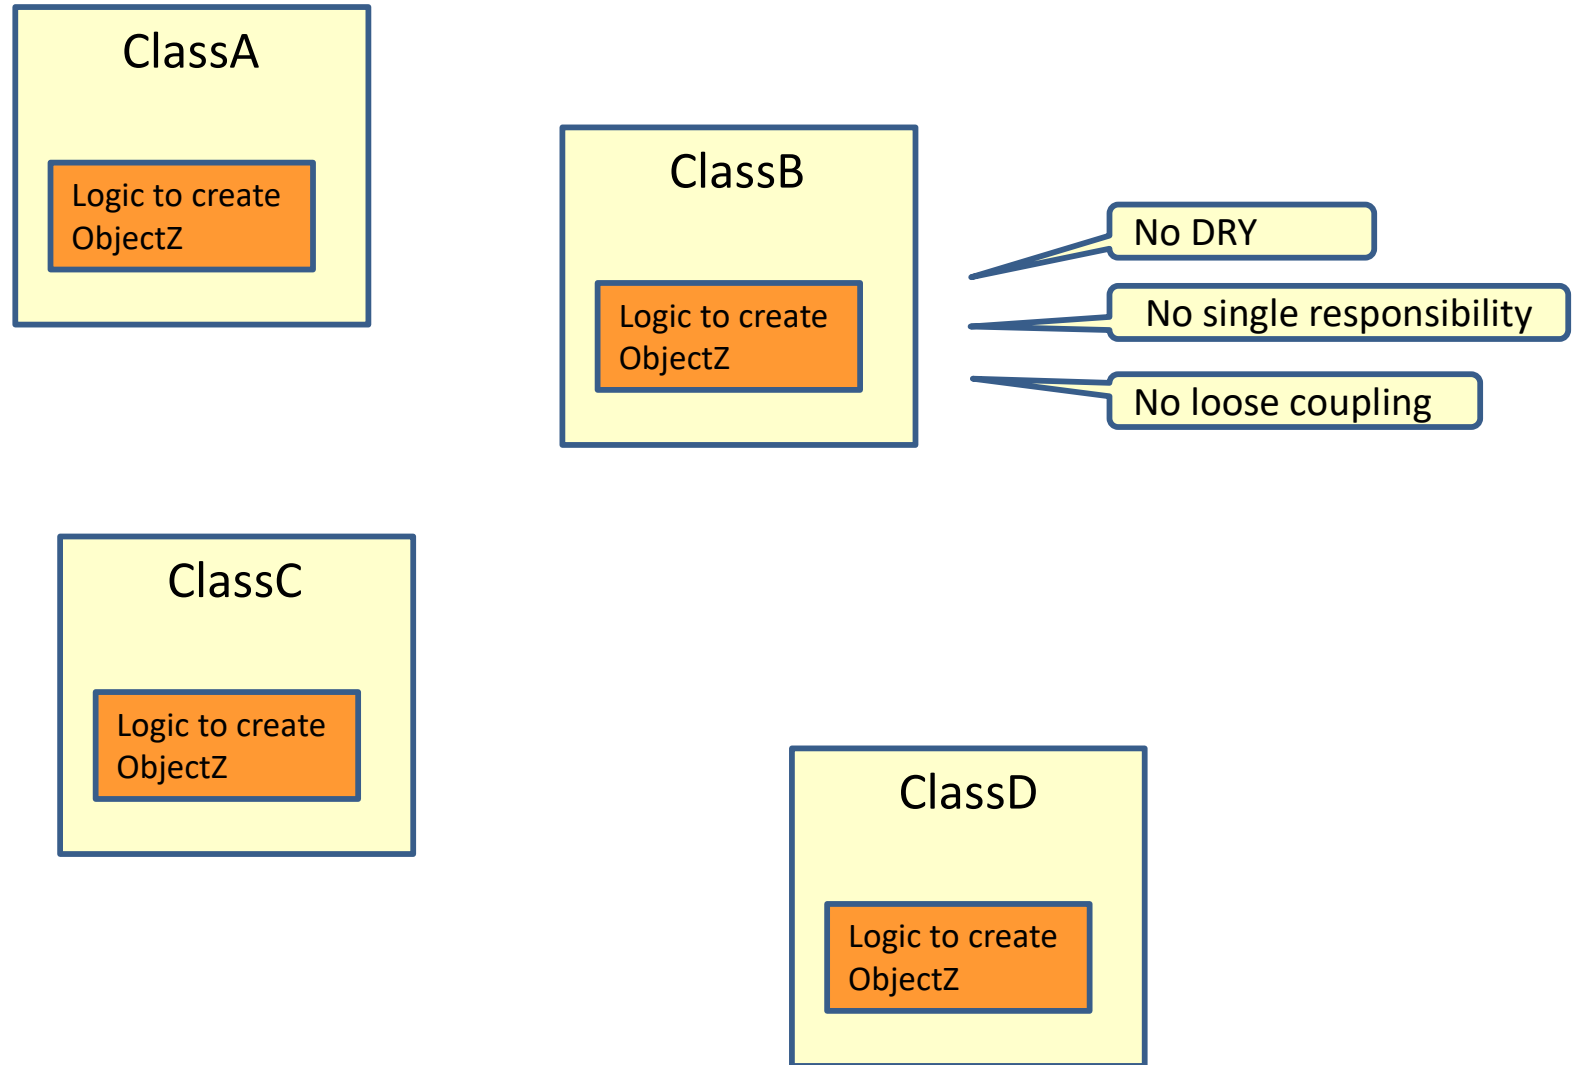 ClassA
Logic to create
ObjectZ
ClassB
Logic to create
ObjectZ
No DRY
No single responsibility
No loose coupling
ClassC
Logic to create
ObjectZ
ClassD
Logic to create
ObjectZ